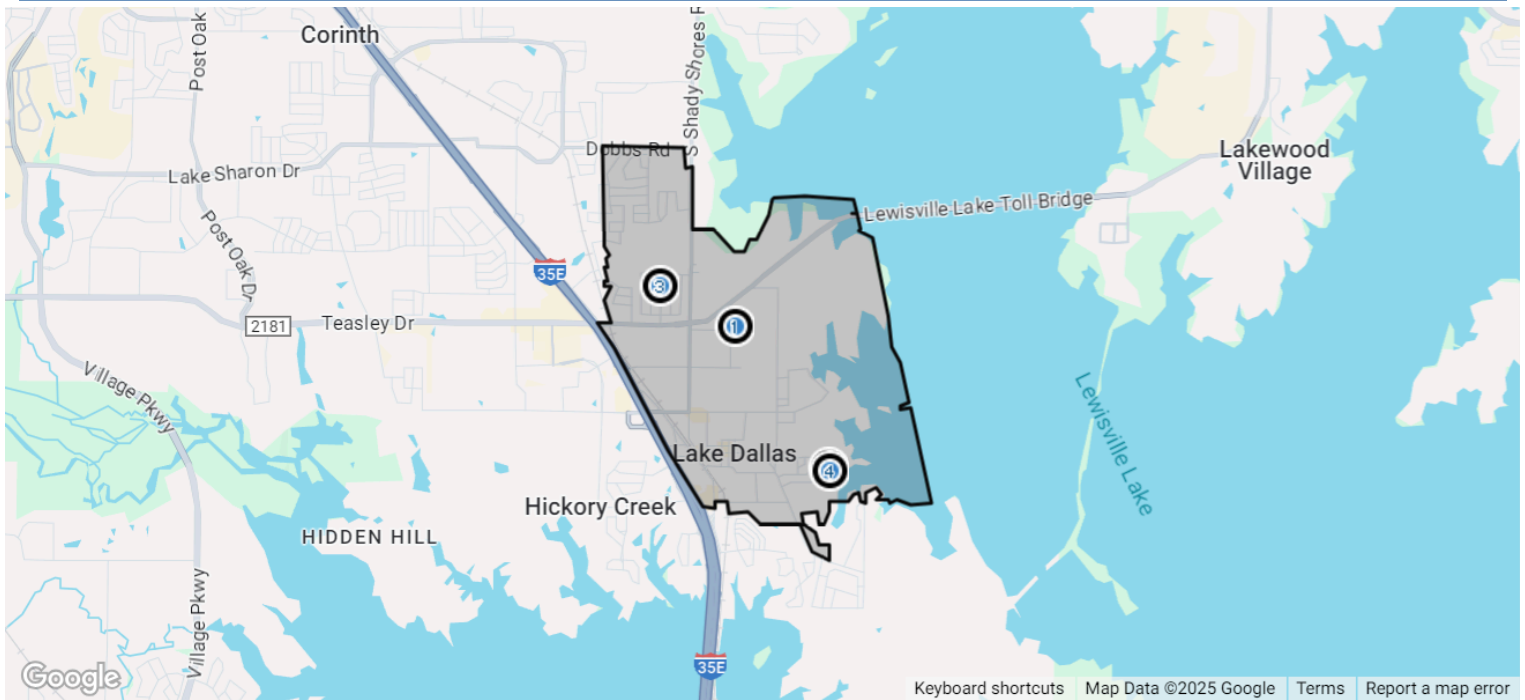 Corinth
Post Oak
S Shady Shores R
Dobbs Rd
Lakewood
Village
Lake Sharon Dr
Lewisville Lake Toll Bridge
Post Oak Dr
35E
3
2181
Teasley Dr
1
Village Pkwy
Lewisville Lake
Lake Dallas
4
Hickory Creek
HIDDEN HILL
Village Pkwy
35E
Google
Keyboard shortcuts
Map Data ©2025 Google
Terms
Report a map error